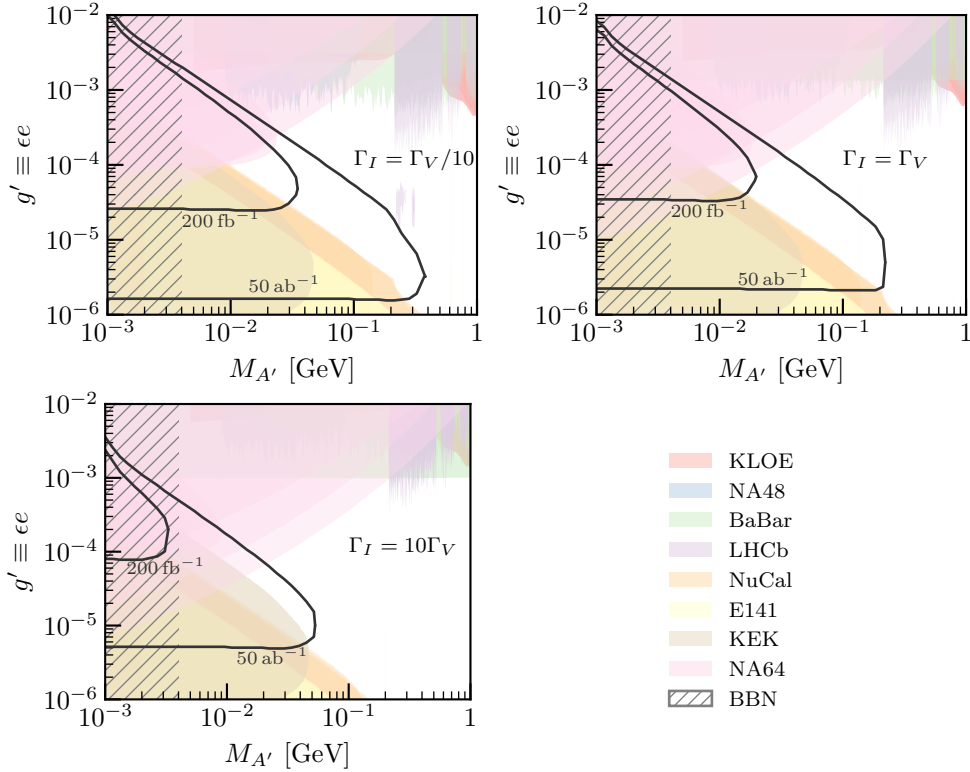 10⁻²
10⁻³
10⁻⁴
10⁻⁵
10⁻⁶
g′ ≡ ϵe
Γ_I = Γ_V/10
200 fb⁻¹
50 ab⁻¹
10⁻³ 10⁻² 10⁻¹ 1
M_A′ [GeV]
10⁻²
10⁻³
10⁻⁴
10⁻⁵
10⁻⁶
g′ ≡ ϵe
Γ_I = Γ_V
200 fb⁻¹
50 ab⁻¹
10⁻³ 10⁻² 10⁻¹ 1
M_A′ [GeV]
10⁻²
10⁻³
10⁻⁴
10⁻⁵
10⁻⁶
g′ ≡ ϵe
Γ_I = 10Γ_V
200 fb⁻¹
50 ab⁻¹
10⁻³ 10⁻² 10⁻¹ 1
M_A′ [GeV]
KLOE
NA48
BaBar
LHCb
NuCal
E141
KEK
NA64
BBN